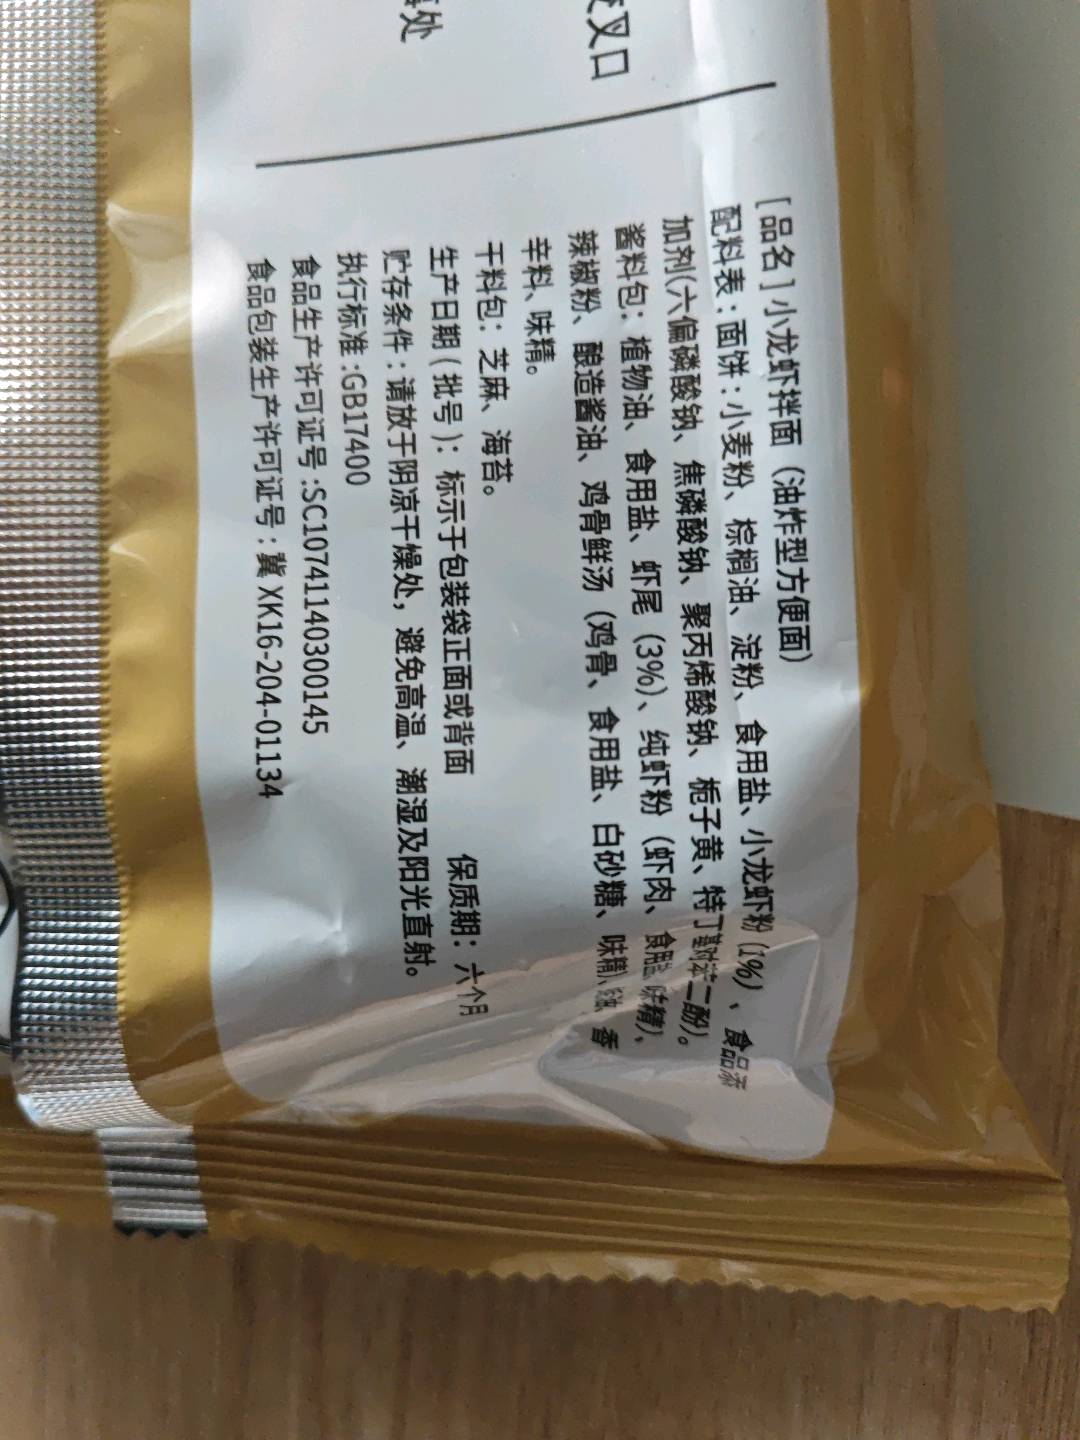 处
叉口
[品名]小龙虾拌面（油炸型方便面）
配料表:面饼:小麦粉、棕榈油、淀粉、食用盐、小龙虾粉(1%)、食品添
加剂(六偏磷酸钠、焦磷酸钠、聚丙烯酸钠、栀子黄、特丁基对苯二酚)。
酱料包：植物油、食用盐、虾尾(3%)、纯虾粉（虾肉、食用盐、味精)、
辣椒粉、酿造酱油、鸡骨鲜汤（鸡骨、食用盐、白砂糖、味精)、 香
辛料、味精。
干料包：芝麻、海苔。
生产日期(批号)：标示于包装袋正面或背面 保质期：六个月
贮存条件:请放于阴凉干燥处，避免高温、潮湿及阳光直射。
执行标准:GB17400
食品生产许可证号:SC10741140300145
食品包装生产许可证号:冀 XK16-204-01134